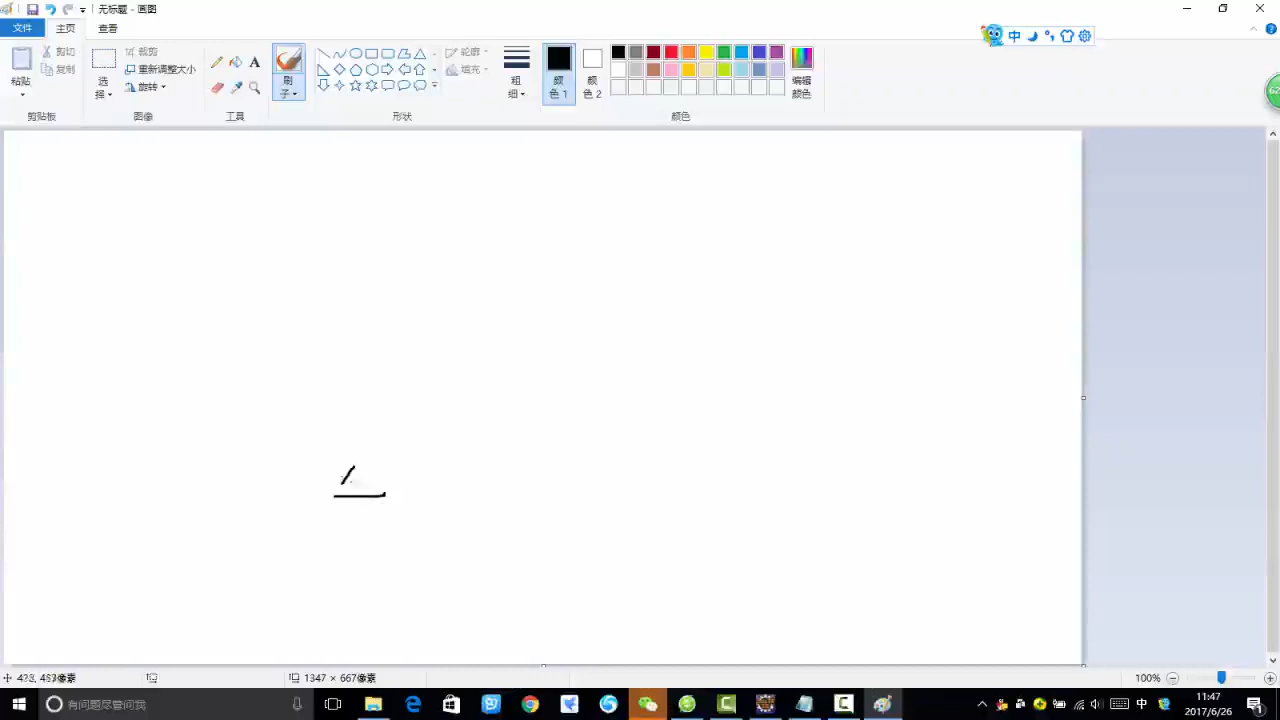 无标题 - 画图
文件 主页 查看
中
剪切
复制
粘贴
裁剪
重新调整大小
旋转
选择
A
刷子
轮廓
填充
粗细
颜色 1
颜色 2
编辑颜色
62
剪贴板 图像 工具 形状 颜色
1347 × 667像素 100%
有问题尽管问我
中
11:47
2017/6/26